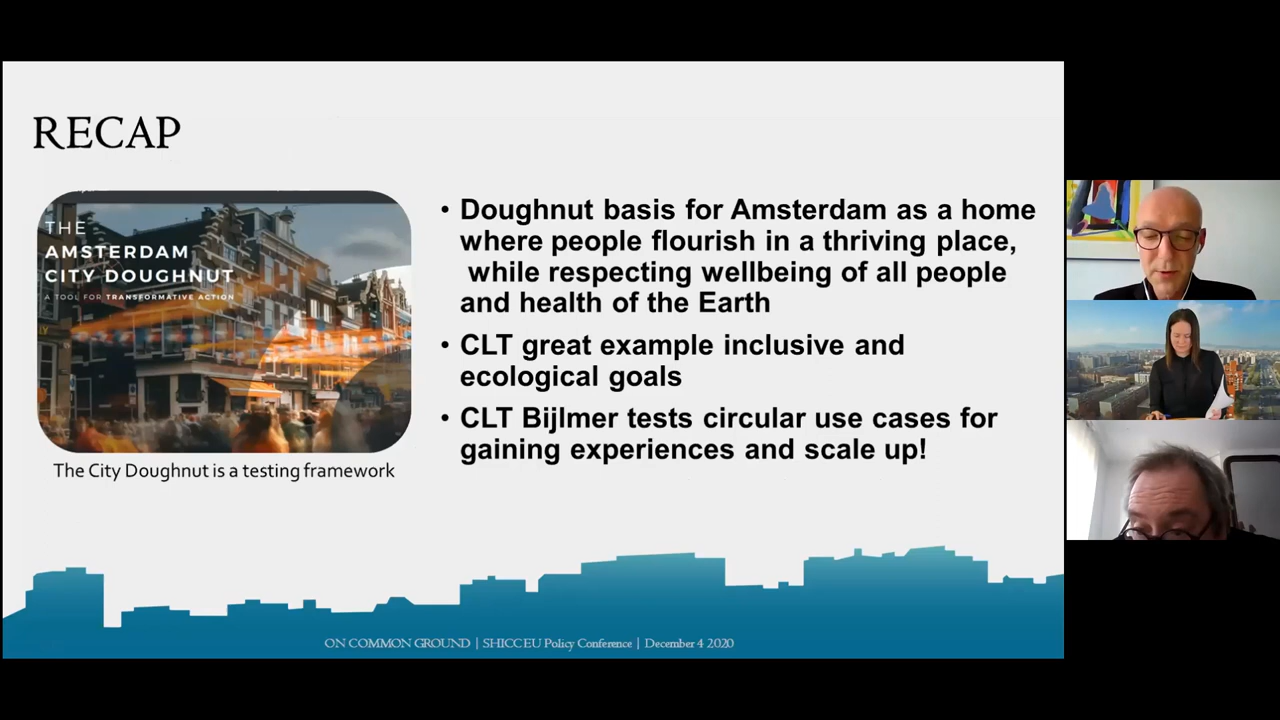 RECAP
THE
AMSTERDAM
CITY DOUGHNUT
A TOOL FOR TRANSFORMATIVE ACTION
The City Doughnut is a testing framework
• Doughnut basis for Amsterdam as a home
where people flourish in a thriving place,
while respecting wellbeing of all people
and health of the Earth
• CLT great example inclusive and
ecological goals
• CLT Bijlmer tests circular use cases for
gaining experiences and scale up!
ON COMMON GROUND | SHICC EU Policy Conference | December 4 2020